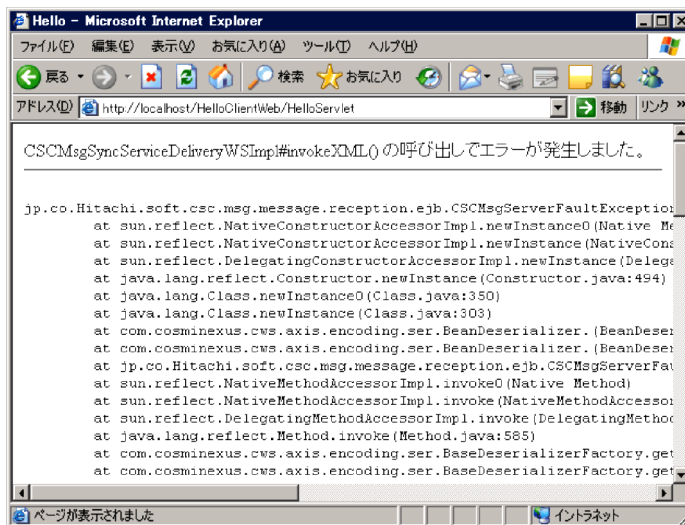 Hello - Microsoft Internet Explorer
ファイル(F) 編集(E) 表示(V) お気に入り(A) ツール(T) ヘルプ(H)
戻る 検索 お気に入り
アドレス(D) http://localhost/HelloClientWeb/HelloServlet 移動 リンク »
CSCMsgSyncServiceDeliveryWSImpl#invokeXML() の呼び出しでエラーが発生しました。
jp.co.Hitachi.soft.csc.msg.message.reception.ejb.CSCMsgServerFaultException
at sun.reflect.NativeConstructorAccessorImpl.newInstance0(Native Me
at sun.reflect.NativeConstructorAccessorImpl.newInstance(NativeCons
at sun.reflect.DelegatingConstructorAccessorImpl.newInstance(Delega
at java.lang.reflect.Constructor.newInstance(Constructor.java:494)
at java.lang.Class.newInstance0(Class.java:350)
at java.lang.Class.newInstance(Class.java:303)
at com.cosminexus.cws.axis.encoding.ser.BeanDeserializer.(BeanDeser
at com.cosminexus.cws.axis.encoding.ser.BeanDeserializer.(BeanDeser
at jp.co.Hitachi.soft.csc.msg.message.reception.ejb.CSCMsgServerFau
at sun.reflect.NativeMethodAccessorImpl.invoke0(Native Method)
at sun.reflect.NativeMethodAccessorImpl.invoke(NativeMethodAccessor
at sun.reflect.DelegatingMethodAccessorImpl.invoke(DelegatingMethod
at java.lang.reflect.Method.invoke(Method.java:585)
at com.cosminexus.cws.axis.encoding.ser.BaseDeserializerFactory.get
at com.cosminexus.cws.axis.encoding.ser.BaseDeserializerFactory.get
ページが表示されました イントラネット